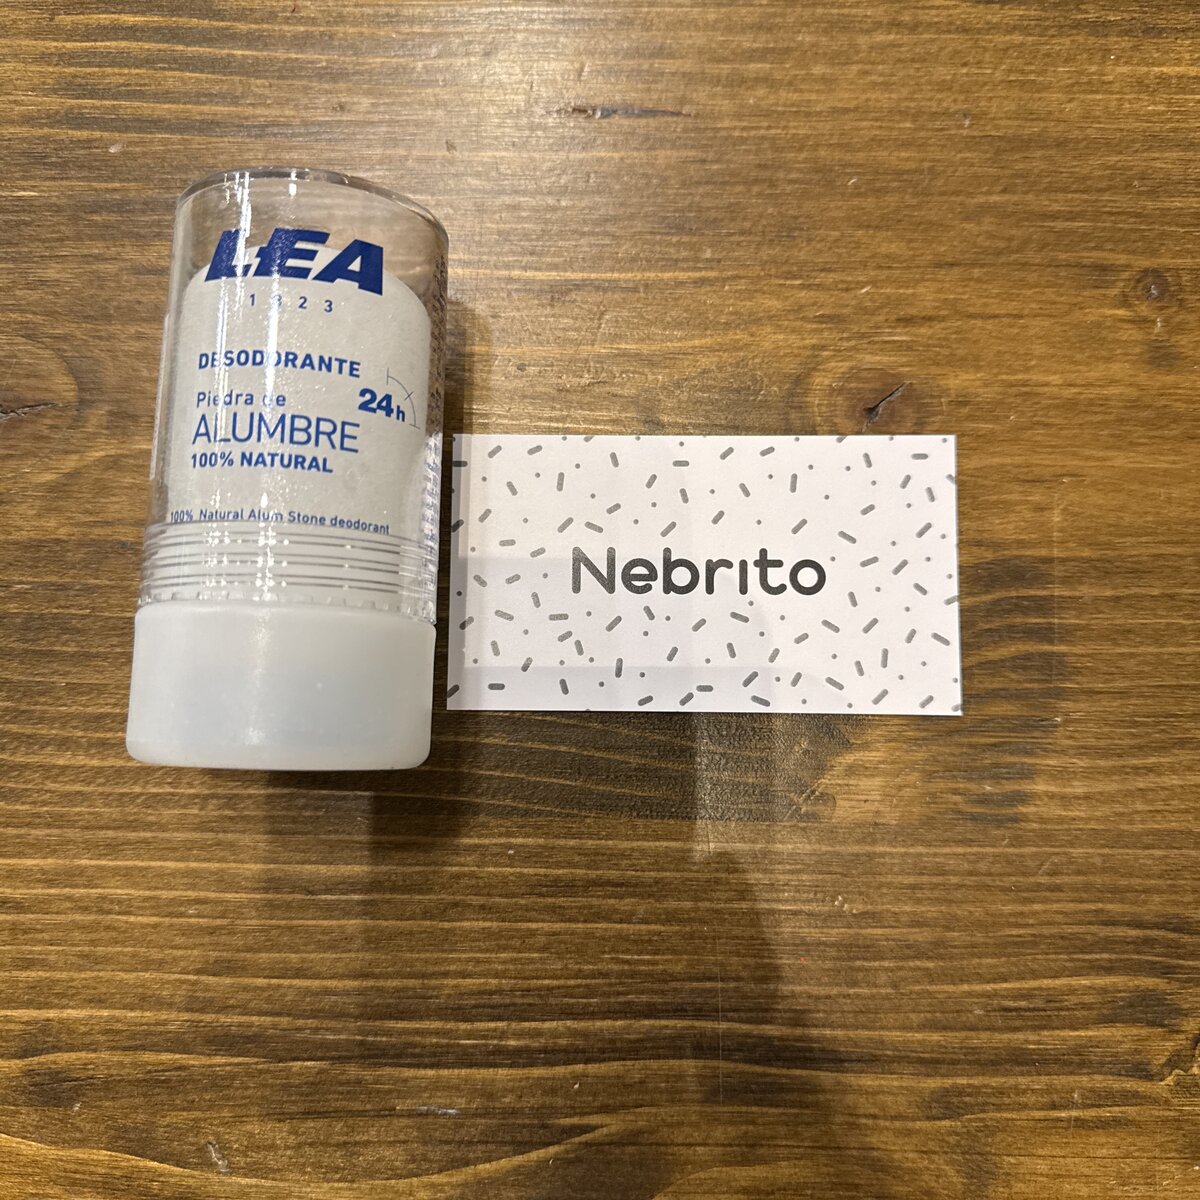 LEA
1823
DESODORANTE
Piedra de
24h
ALUMBRE
100% NATURAL
100% Natural Alum Stone deodorant
Nebrito